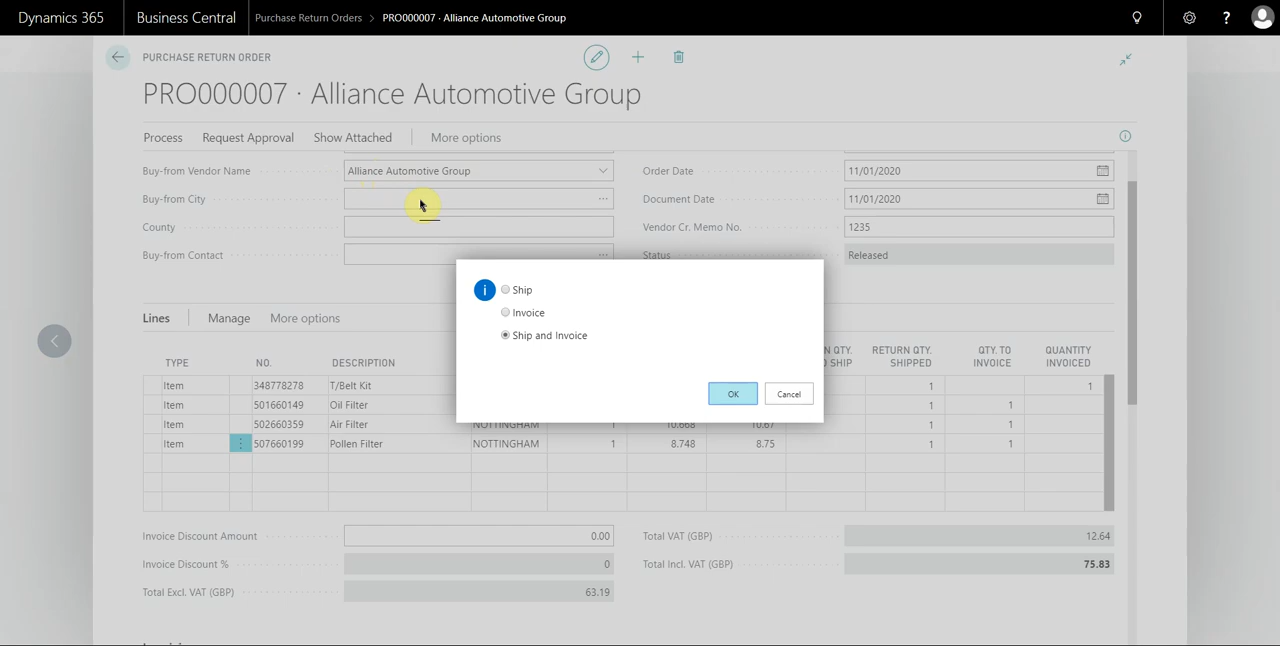 Dynamics 365 Business Central Purchase Return Orders > PRO000007 · Alliance Automotive Group ?
PURCHASE RETURN ORDER
PRO000007 · Alliance Automotive Group
Process Request Approval Show Attached More options
Buy-from Vendor Name Alliance Automotive Group Order Date 11/01/2020
Buy-from City Document Date 11/01/2020
County Vendor Cr. Memo No. 1235
Buy-from Contact Status Released
i Ship
Invoice
Ship and Invoice
OK Cancel
Lines Manage More options
TYPE NO. DESCRIPTION N QTY. SHIP RETURN QTY. SHIPPED QTY. TO INVOICE QUANTITY INVOICED
Item 348778278 T/Belt Kit 1 1
Item 501660149 Oil Filter 1 1
Item 502660359 Air Filter NOTTINGHAM 1 10.668 10.67 1 1
Item 507660199 Pollen Filter NOTTINGHAM 1 8.748 8.75 1 1
Invoice Discount Amount 0.00 Total VAT (GBP) 12.64
Invoice Discount % 0 Total Incl. VAT (GBP) 75.83
Total Excl. VAT (GBP) 63.19